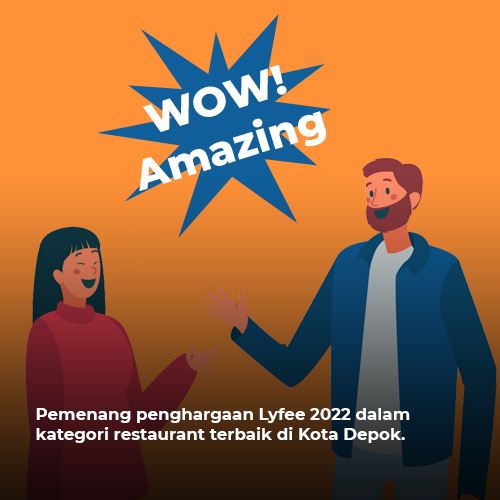 WOW!
Amazing
Pemenang penghargaan Lyfee 2022 dalam
kategori restaurant terbaik di Kota Depok.